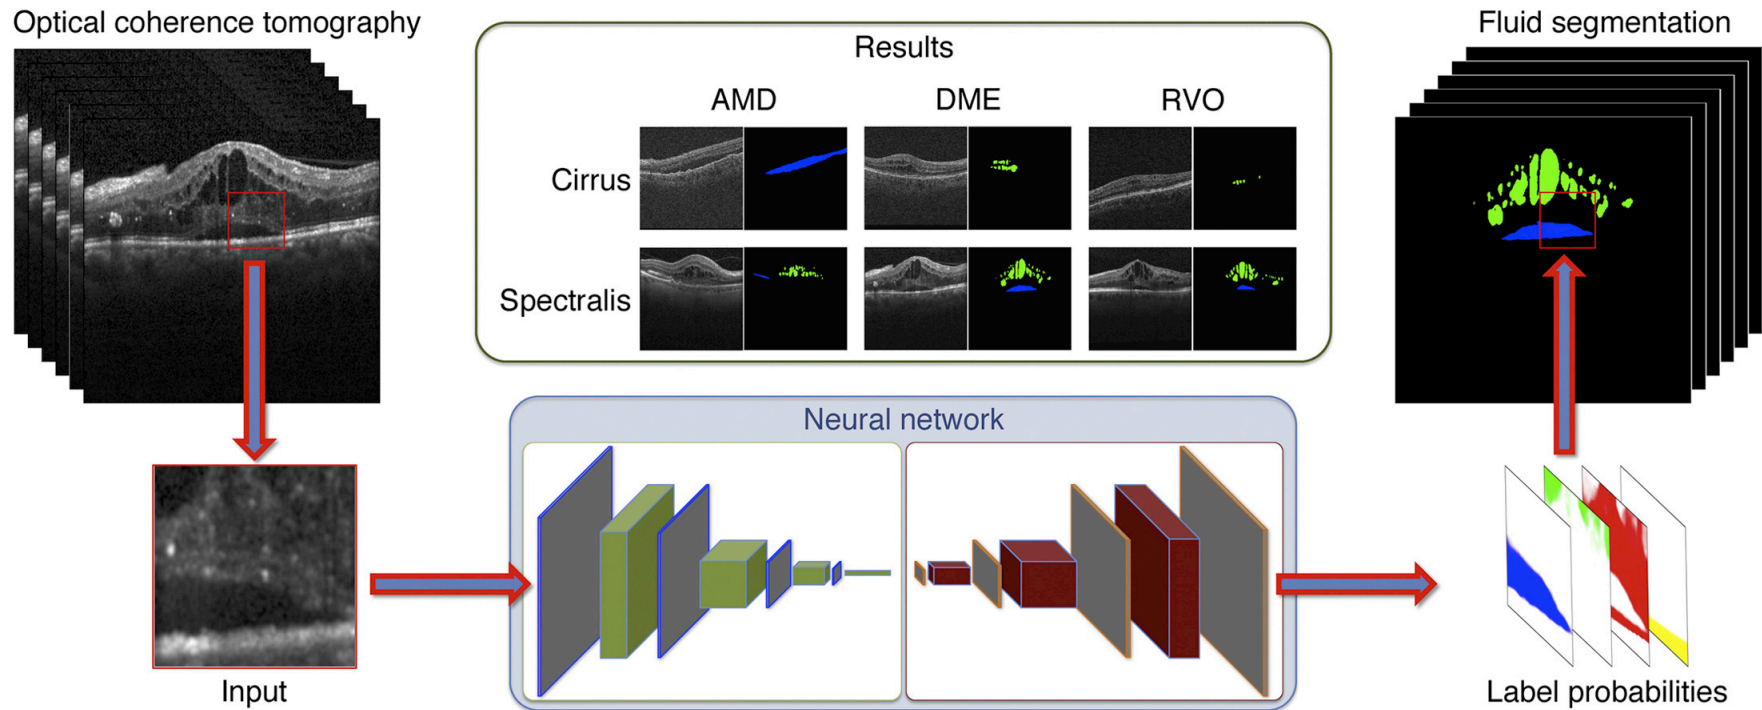 Optical coherence tomography
Results
Fluid segmentation
AMD DME RVO
Cirrus
Spectralis
Neural network
Input
Label probabilities